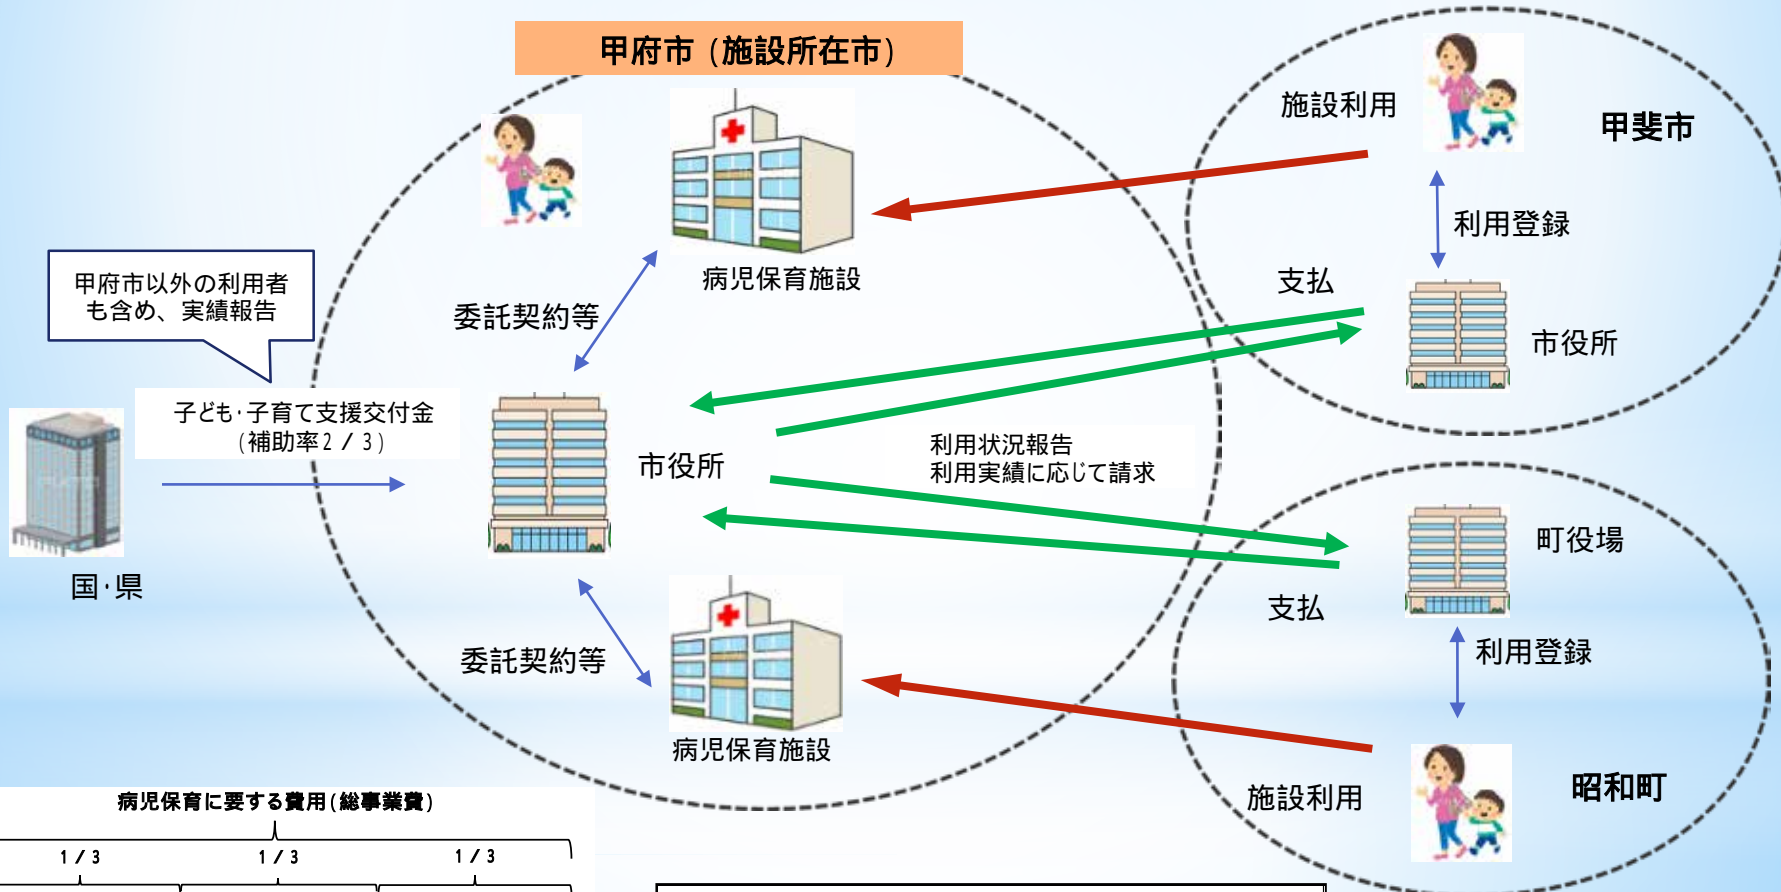 甲府市（施設所在市）
施設利用
甲斐市
利用登録
病児保育施設
支払
甲府市以外の利用者
も含め、実績報告
委託契約等
市役所
子ども・子育て支援交付金
（補助率２／３）
利用状況報告
利用実績に応じて請求
市役所
町役場
国・県
支払
利用登録
委託契約等
病児保育施設
施設利用
昭和町
病児保育に要する費用（総事業費）
１／３
１／３
１／３